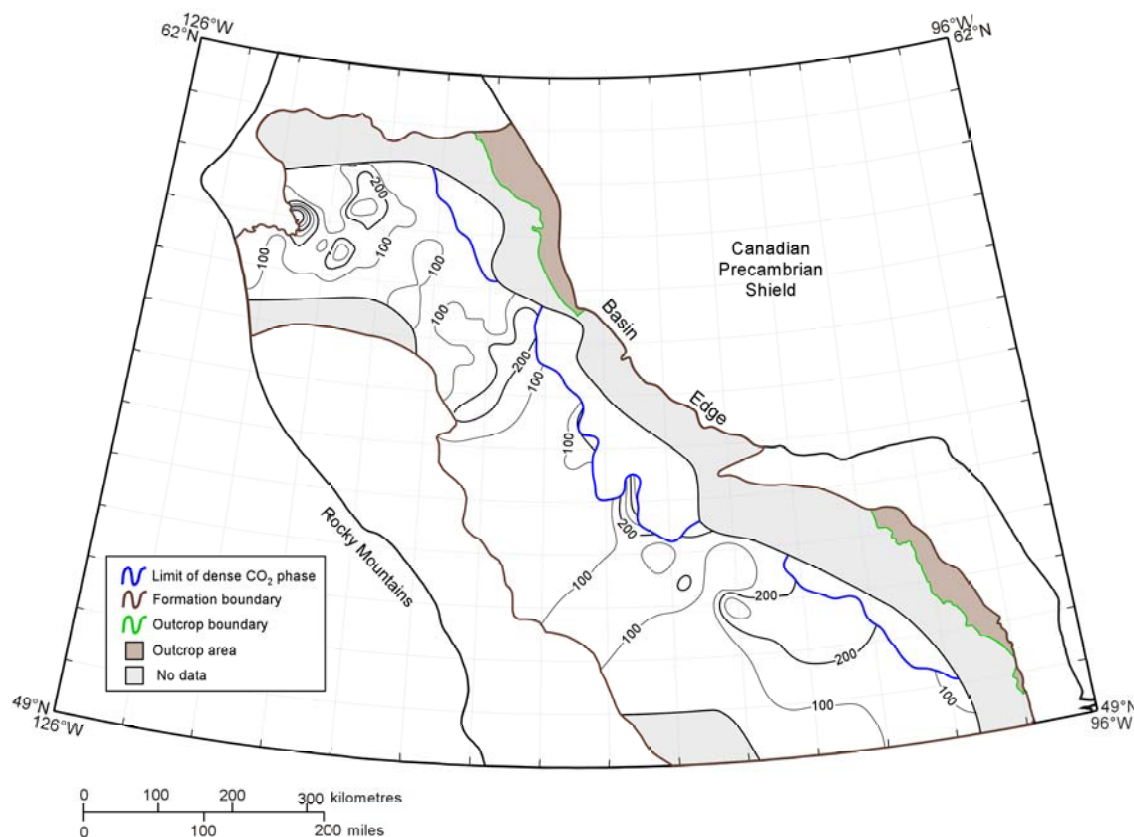 126°W
62°N
96°W
62°N
200
100
100
100
100
200
100
100
200
100
100
200
200
100
100
Canadian
Precambrian
Shield
Basin
Edge
Rocky Mountains
Limit of dense CO₂ phase
Formation boundary
Outcrop boundary
Outcrop area
No data
49°N
126°W
49°N
96°W
0 100 200 300 kilometres
0 100 200 miles